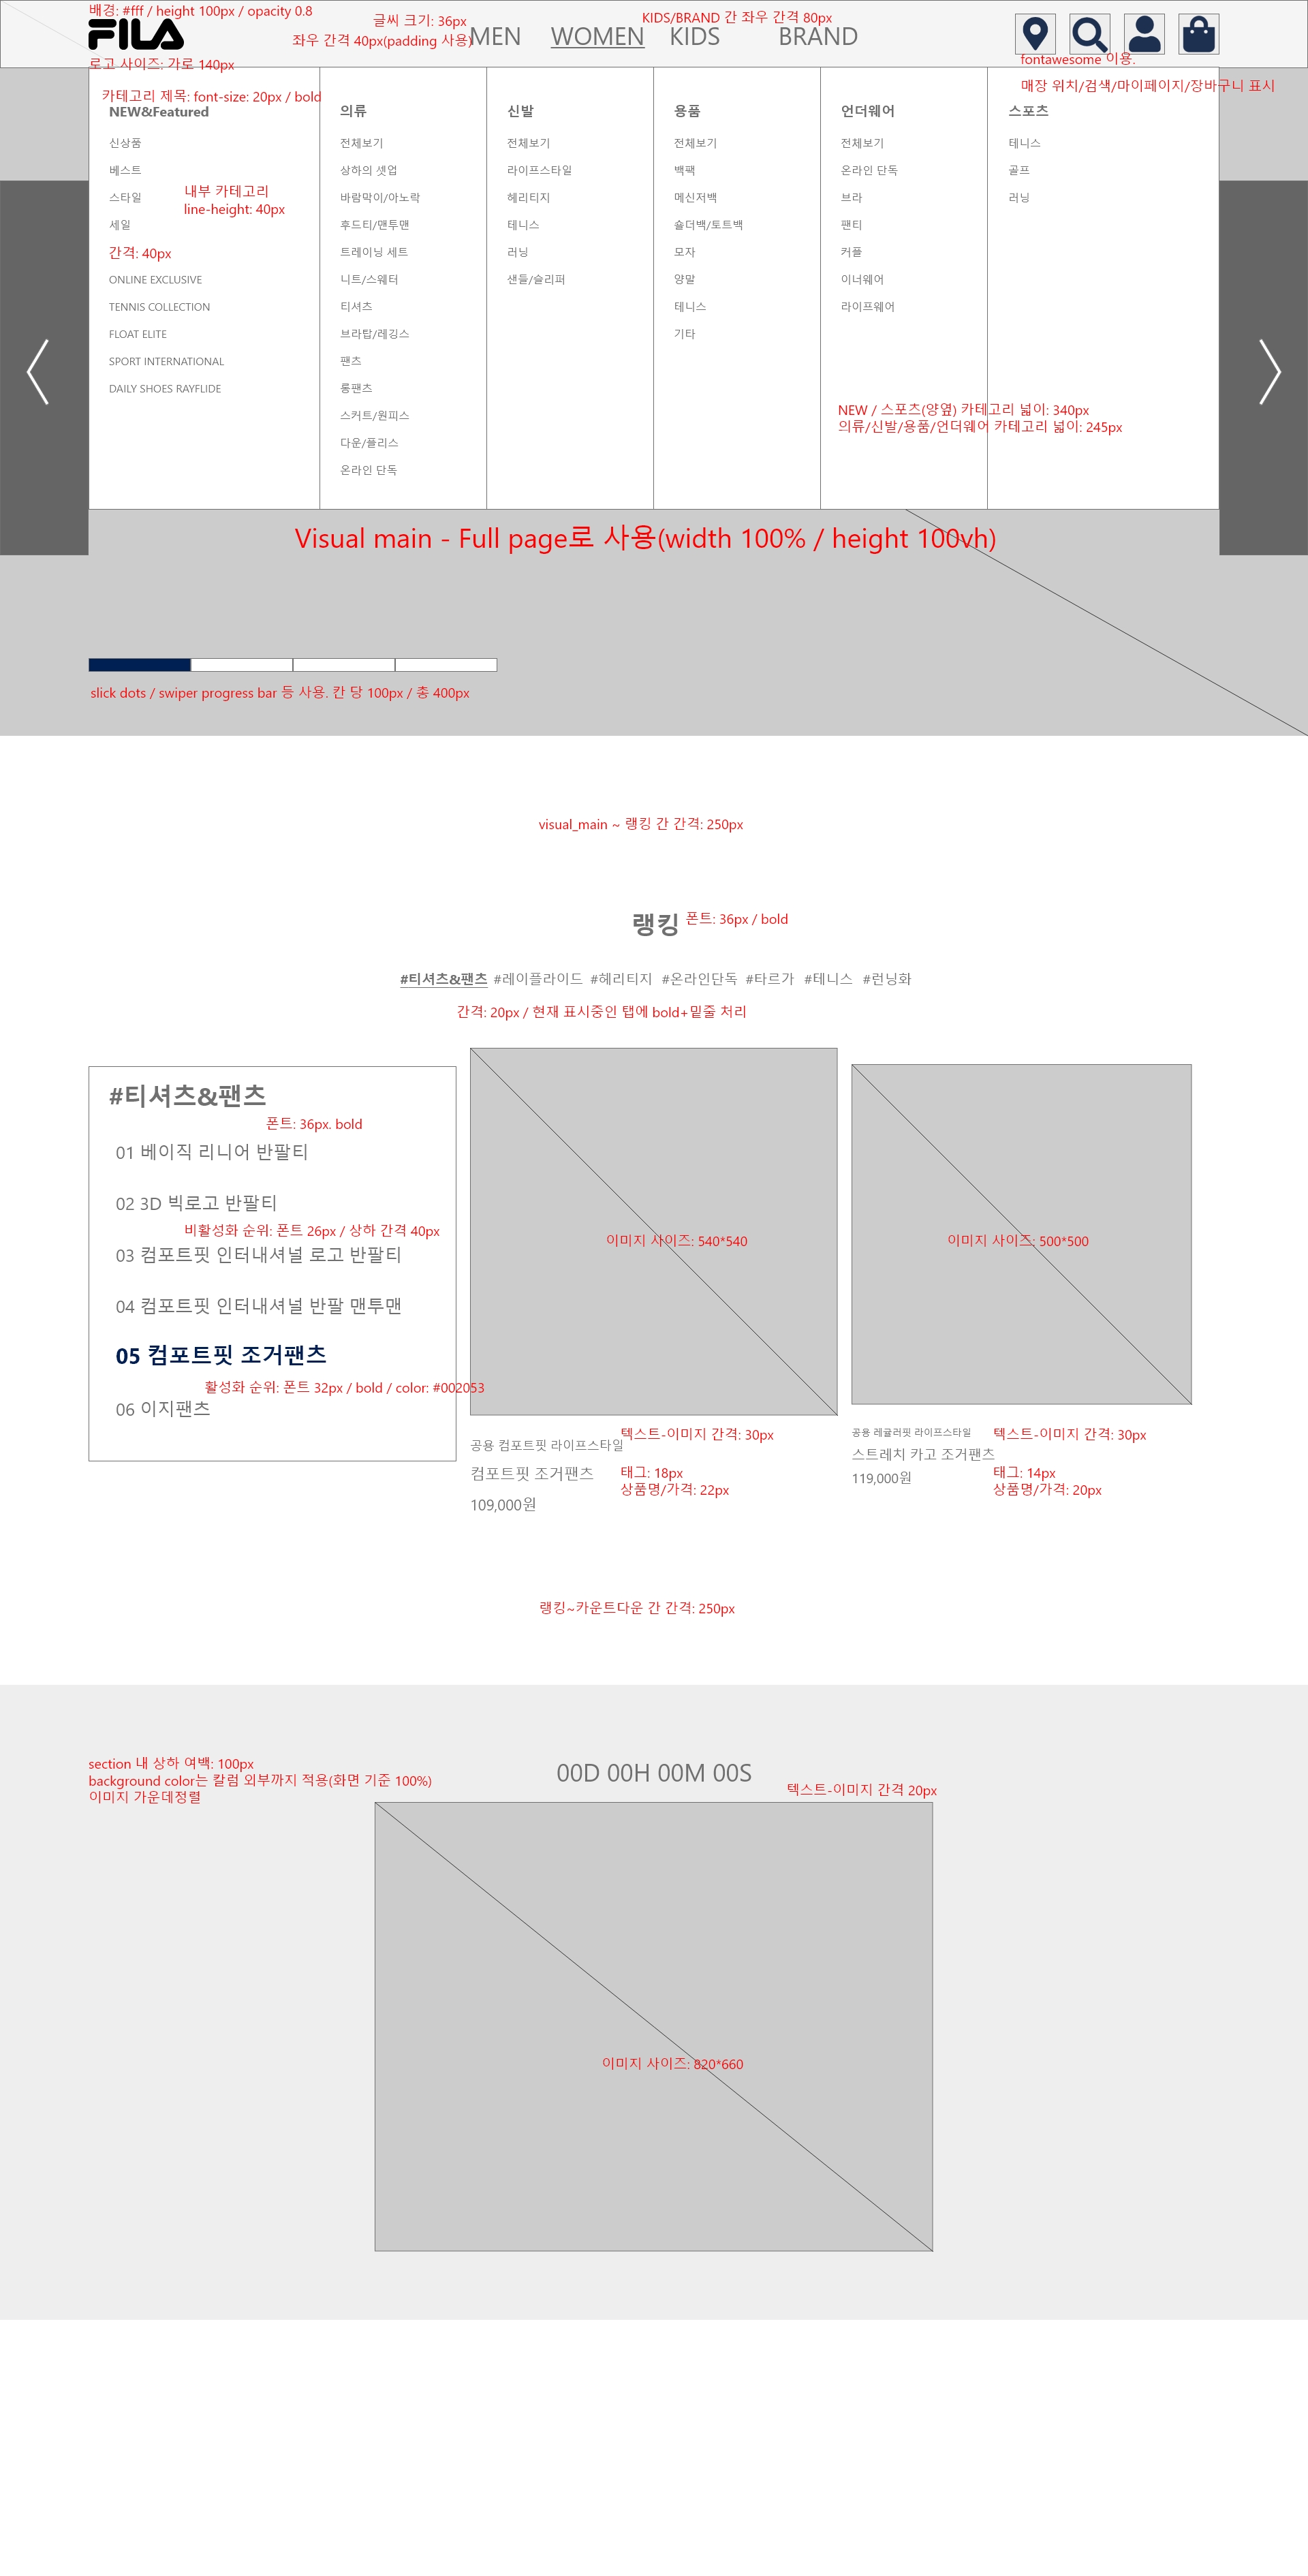 배경: #fff / height 100px / opacity 0.8
글씨 크기: 36px
KIDS/BRAND 간 좌우 간격 80px
FILA
좌우 간격 40px(padding 사용)
MEN
WOMEN
KIDS
BRAND
로고 사이즈: 가로 140px
fontawesome 이용.
매장 위치/검색/마이페이지/장바구니 표시
카테고리 제목: font-size: 20px / bold
NEW&Featured
신상품
베스트
스타일
세일
내부 카테고리
line-height: 40px
간격: 40px
ONLINE EXCLUSIVE
TENNIS COLLECTION
FLOAT ELITE
SPORT INTERNATIONAL
DAILY SHOES RAYFLIDE
의류
전체보기
상하의 셋업
바람막이/아노락
후드티/맨투맨
트레이닝 세트
니트/스웨터
티셔츠
브라탑/레깅스
팬츠
롱팬츠
스커트/원피스
다운/플리스
온라인 단독
신발
전체보기
라이프스타일
헤리티지
테니스
러닝
샌들/슬리퍼
용품
전체보기
백팩
메신저백
숄더백/토트백
모자
양말
테니스
기타
언더웨어
전체보기
온라인 단독
브라
팬티
커플
이너웨어
라이프웨어
스포츠
테니스
골프
러닝
NEW / 스포츠(양옆) 카테고리 넓이: 340px
의류/신발/용품/언더웨어 카테고리 넓이: 245px
Visual main - Full page로 사용(width 100% / height 100vh)
slick dots / swiper progress bar 등 사용. 칸 당 100px / 총 400px
visual_main ~ 랭킹 간 간격: 250px
랭킹
폰트: 36px / bold
#티셔츠&팬츠 #레이플라이드 #헤리티지 #온라인단독 #타르가 #테니스 #런닝화
간격: 20px / 현재 표시중인 탭에 bold+밑줄 처리
#티셔츠&팬츠
폰트: 36px. bold
01 베이직 리니어 반팔티
02 3D 빅로고 반팔티
비활성화 순위: 폰트 26px / 상하 간격 40px
03 컴포트핏 인터내셔널 로고 반팔티
04 컴포트핏 인터내셔널 반팔 맨투맨
05 컴포트핏 조거팬츠
활성화 순위: 폰트 32px / bold / color: #002053
06 이지팬츠
이미지 사이즈: 540*540
공용 컴포트핏 라이프스타일
컴포트핏 조거팬츠
109,000원
텍스트-이미지 간격: 30px
태그: 18px
상품명/가격: 22px
이미지 사이즈: 500*500
공용 레귤러핏 라이프스타일
스트레치 카고 조거팬츠
119,000원
텍스트-이미지 간격: 30px
태그: 14px
상품명/가격: 20px
랭킹~카운트다운 간 간격: 250px
section 내 상하 여백: 100px
background color는 칼럼 외부까지 적용(화면 기준 100%)
이미지 가운데정렬
00D 00H 00M 00S
텍스트-이미지 간격 20px
이미지 사이즈: 820*660